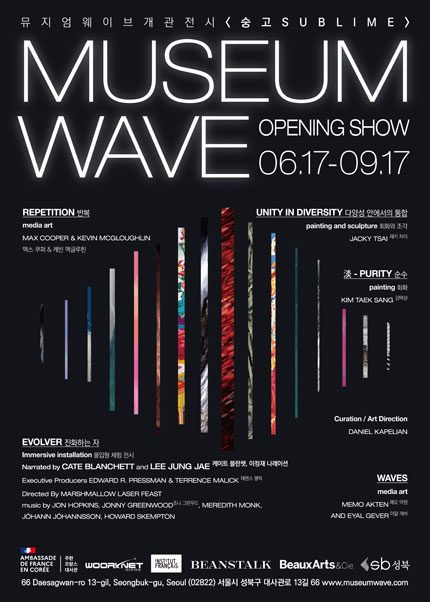 뮤지엄웨이브개관전시〈숭고SUBLIME〉
MUSEUM
WAVE
OPENING SHOW
06.17-09.17
REPETITION 반복
media art
MAX COOPER & KEVIN MCGLOUGHLIN
맥스 쿠퍼 & 케빈 맥글루린
UNITY IN DIVERSITY 다양성 안에서의 통합
painting and sculpture 회화와 조각
JACKY TSAI 재키 차이
淡 - PURITY 순수
painting 회화
KIM TAEK SANG 김택상
Curation / Art Direction
DANIEL KAPELIAN
EVOLVER 진화하는 자
Immersive installation 몰입형 체험 전시
Narrated by CATE BLANCHETT and LEE JUNG JAE 케이트 블란쳇, 이정재 나레이션
Executive Producers EDWARD R. PRESSMAN & TERRENCE MALICK 테렌스 멜릭
Directed By MARSHMALLOW LASER FEAST
music by JON HOPKINS, JONNY GREENWOOD 조니 그린우드, MEREDITH MONK,
JÓHANN JÓHANNSSON, HOWARD SKEMPTON
WAVES
media art
MEMO AKTEN 메모 악텐
AND EYAL GEVER 이얄 게버
AMBASSADE
DE FRANCE
EN CORÉE
주한
프랑스
대사관
WOORKNET
INSTITUT
FRANÇAIS
BEANSTALK
BeauxArts &Cie
sb성북
66 Daesagwan-ro 13-gil, Seongbuk-gu, Seoul (02822) 서울시 성북구 대사관로 13길 66 www.museumwave.com